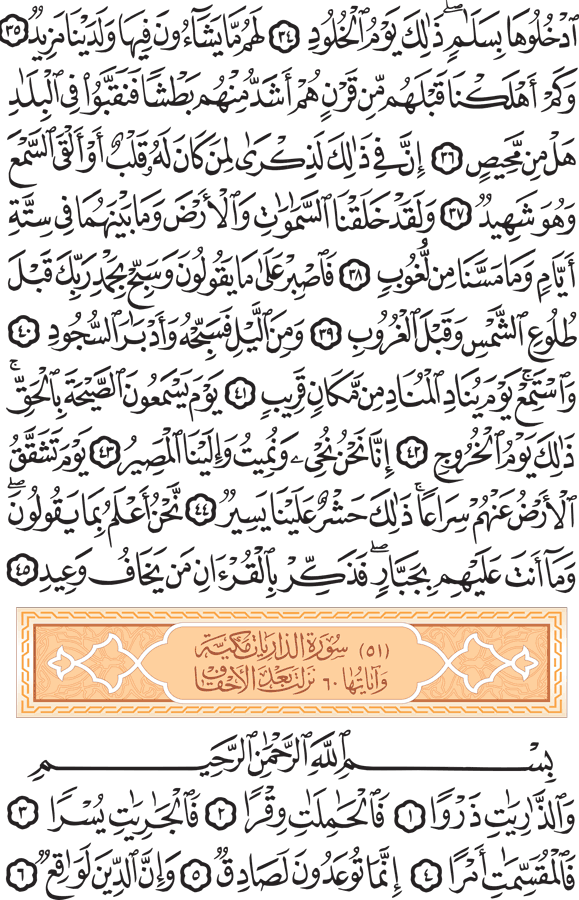 ٱدْخُلُوهَا بِسَلَٰمٍ ۖ ذَٰلِكَ يَوْمُ ٱلْخُلُودِ ٣٤ لَهُم مَّا يَشَآءُونَ فِيهَا وَلَدَيْنَا مَزِيدٌ ٣٥
وَكَمْ أَهْلَكْنَا قَبْلَهُم مِّن قَرْنٍ هُمْ أَشَدُّ مِنْهُم بَطْشًا فَنَقَّبُوا۟ فِى ٱلْبِلَٰدِ
هَلْ مِن مَّحِيصٍ ٣٦ إِنَّ فِى ذَٰلِكَ لَذِكْرَىٰ لِمَن كَانَ لَهُۥ قَلْبٌ أَوْ أَلْقَى ٱلسَّمْعَ
وَهُوَ شَهِيدٌ ٣٧ وَلَقَدْ خَلَقْنَا ٱلسَّمَٰوَٰتِ وَٱلْأَرْضَ وَمَا بَيْنَهُمَا فِى سِتَّةِ
أَيَّامٍ وَمَا مَسَّنَا مِن لُّغُوبٍ ٣٨ فَٱصْبِرْ عَلَىٰ مَا يَقُولُونَ وَسَبِّحْ بِحَمْدِ رَبِّكَ قَبْلَ
طُلُوعِ ٱلشَّمْسِ وَقَبْلَ ٱلْغُرُوبِ ٣٩ وَمِنَ ٱلَّيْلِ فَسَبِّحْهُ وَأَدْبَٰرَ ٱلسُّجُودِ ٤٠
وَٱسْتَمِعْ يَوْمَ يُنَادِ ٱلْمُنَادِ مِن مَّكَانٍ قَرِيبٍ ٤١ يَوْمَ يَسْمَعُونَ ٱلصَّيْحَةَ بِٱلْحَقِّ ۚ
ذَٰلِكَ يَوْمُ ٱلْخُرُوجِ ٤٢ إِنَّا نَحْنُ نُحْىِۦ وَنُمِيتُ وَإِلَيْنَا ٱلْمَصِيرُ ٤٣ يَوْمَ تَشَقَّقُ
ٱلْأَرْضُ عَنْهُمْ سِرَاعًا ۚ ذَٰلِكَ حَشْرٌ عَلَيْنَا يَسِيرٌ ٤٤ نَّحْنُ أَعْلَمُ بِمَا يَقُولُونَ ۖ
وَمَآ أَنتَ عَلَيْهِم بِجَبَّارٍ ۖ فَذَكِّرْ بِٱلْقُرْءَانِ مَن يَخَافُ وَعِيدِ ٤٥
(٥١) سُورَةُ الذَّارِيَاتِ مَكِّيَّة
وَآيَاتُهَا ٦٠ نَزَلَتْ بَعْدَ الأَحْقَافِ
بِسْمِ ٱللَّهِ ٱلرَّحْمَٰنِ ٱلرَّحِيمِ
وَٱلذَّٰرِيَٰتِ ذَرْوًا ١ فَٱلْحَٰمِلَٰتِ وِقْرًا ٢ فَٱلْجَٰرِيَٰتِ يُسْرًا ٣
فَٱلْمُقَسِّمَٰتِ أَمْرًا ٤ إِنَّمَا تُوعَدُونَ لَصَادِقٌ ٥ وَإِنَّ ٱلدِّينَ لَوَٰقِعٌ ٦